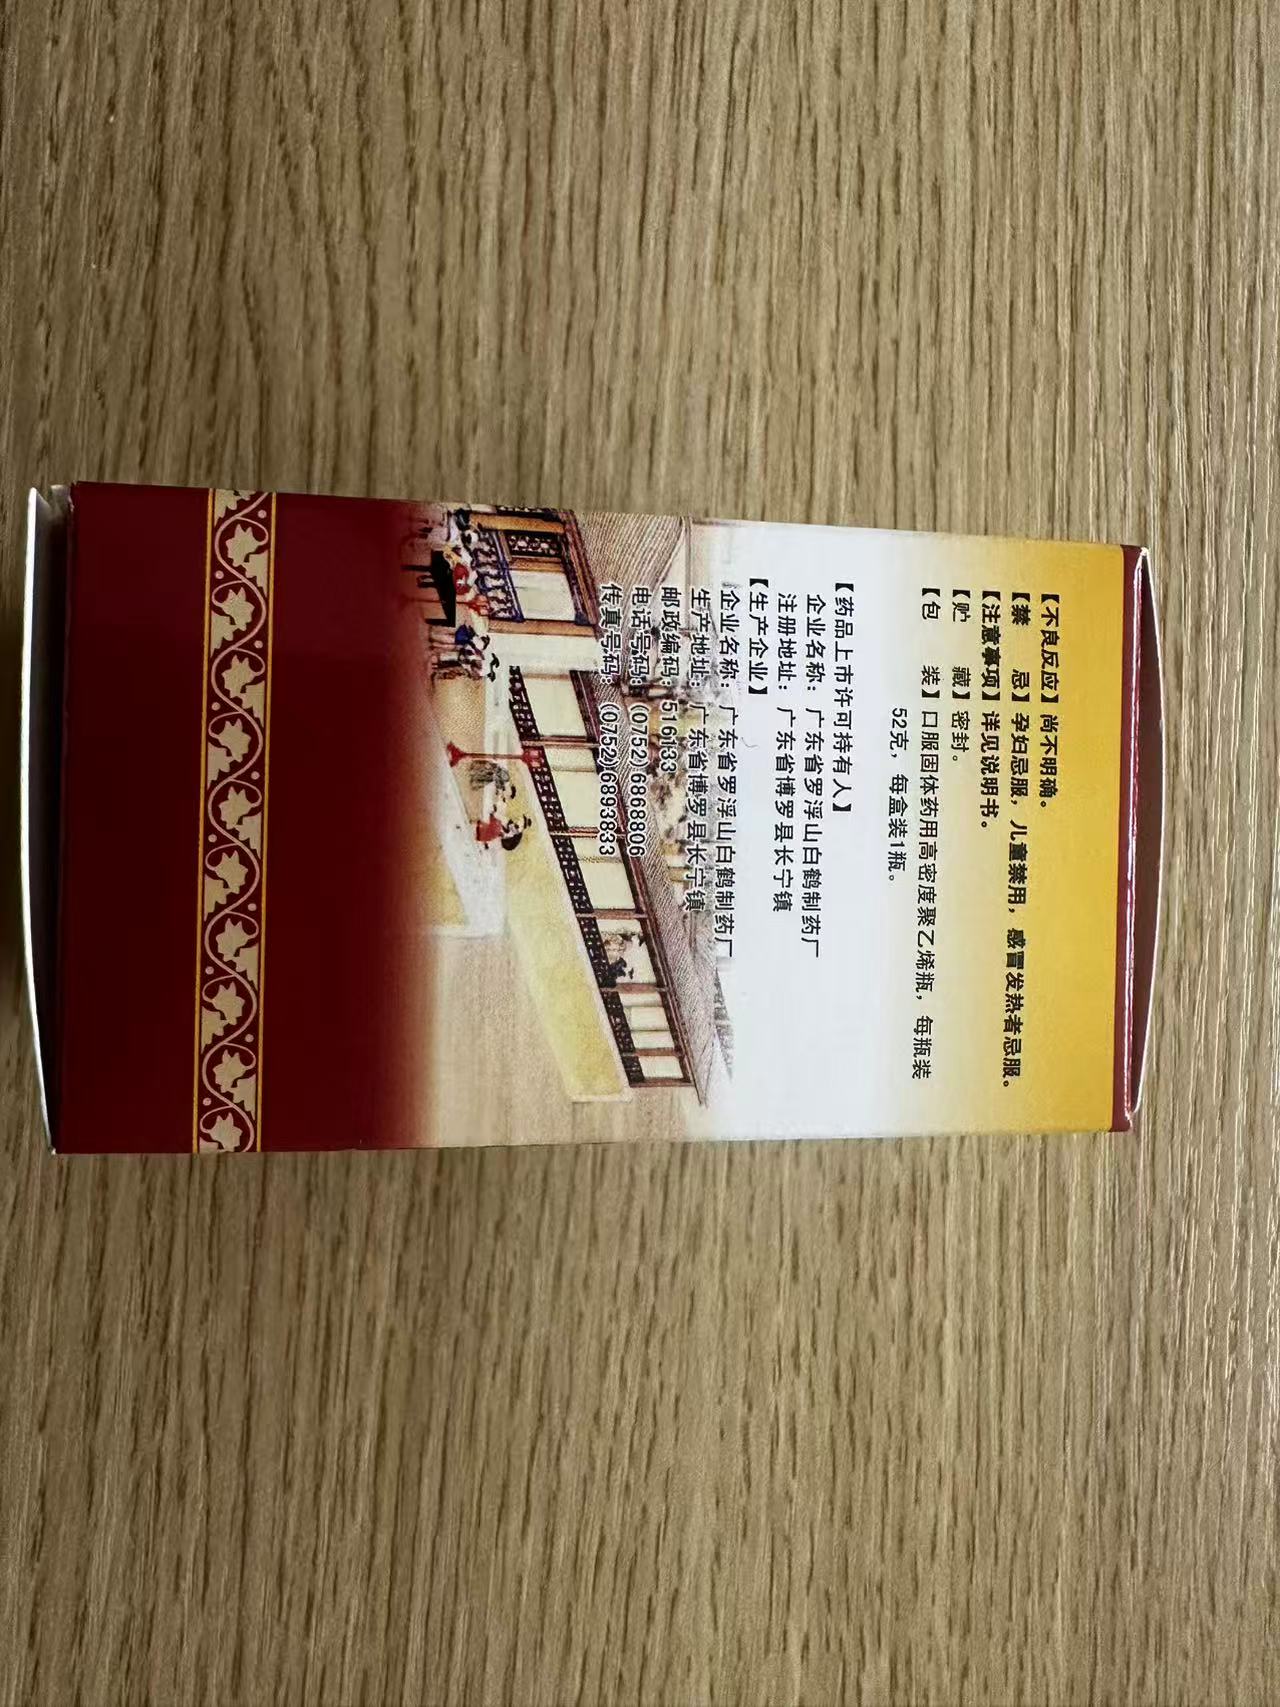 【不良反应】尚不明确。
【禁 忌】孕妇忌服，儿童禁用，感冒发热者忌服。
【注意事项】详见说明书。
【贮 藏】密封。
【包 装】口服固体药用高密度聚乙烯瓶，每瓶装
52克，每盒装1瓶。
【药品上市许可持有人】
企业名称：广东省罗浮山白鹤制药厂
注册地址：广东省博罗县长宁镇
【生产企业】
企业名称：广东省罗浮山白鹤制药厂
生产地址：广东省博罗县长宁镇
邮政编码：516133
电话号码：(0752)6868806
传真号码：(0752)6893833